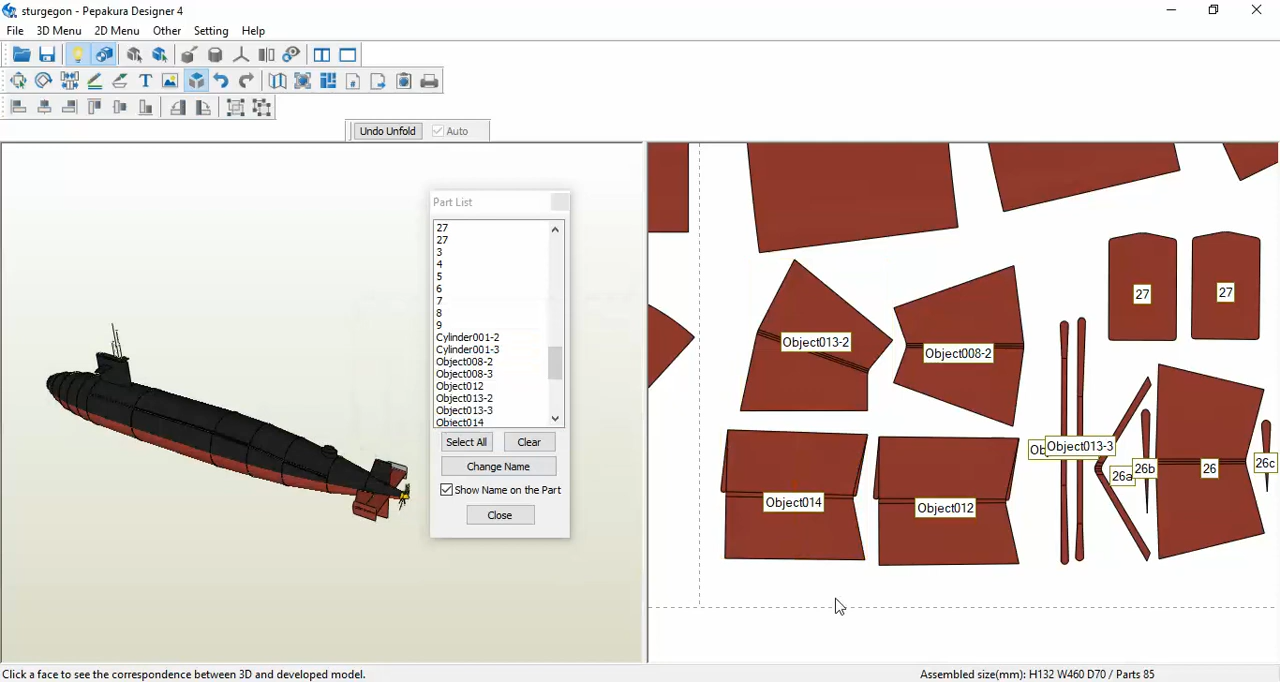 sturgegon - Pepakura Designer 4
File 3D Menu 2D Menu Other Setting Help
Undo Unfold Auto
Part List
27
27
3
4
5
6
7
8
9
Cylinder001-2
Cylinder001-3
Object008-2
Object008-3
Object012
Object013-2
Object013-3
Object014
Select All Clear
Change Name
Show Name on the Part
Close
27 27
Object013-2 Object008-2
Ob Object013-3
26a 26b 26 26c
Object014 Object012
Click a face to see the correspondence between 3D and developed model.
Assembled size(mm): H132 W460 D70 / Parts 85